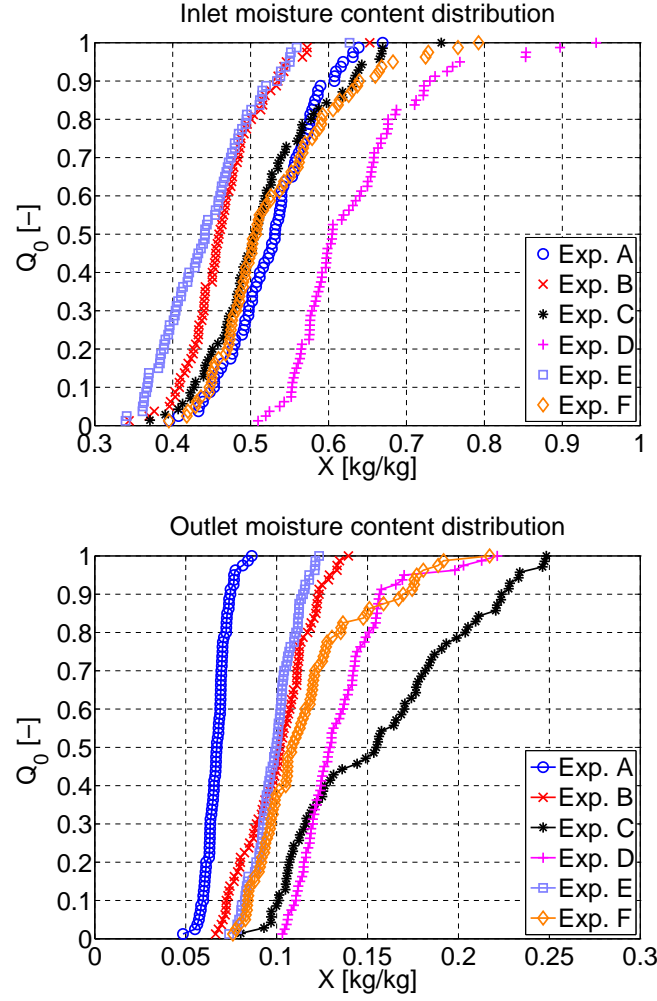 Inlet moisture content distribution
1
0.9
0.8
0.7
0.6
0.5
0.4
0.3
0.2
0.1
0
Q_0 [−]
0.3 0.4 0.5 0.6 0.7 0.8 0.9 1
X [kg/kg]
Exp. A
Exp. B
Exp. C
Exp. D
Exp. E
Exp. F
Outlet moisture content distribution
1
0.9
0.8
0.7
0.6
0.5
0.4
0.3
0.2
0.1
0
Q_0 [−]
0 0.05 0.1 0.15 0.2 0.25 0.3
X [kg/kg]
Exp. A
Exp. B
Exp. C
Exp. D
Exp. E
Exp. F